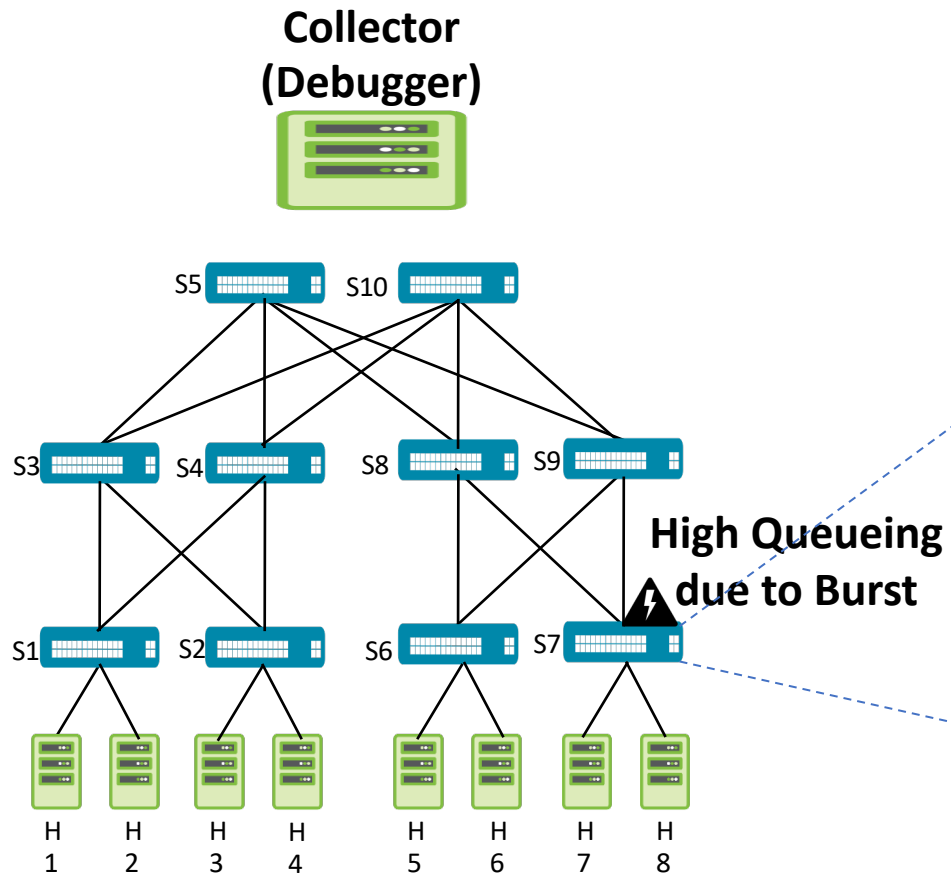 Collector
(Debugger)
S5
S10
S3
S4
S8
S9
High Queueing
due to Burst
S1
S2
S6
S7
H H H H H H H H
1 2 3 4 5 6 7 8